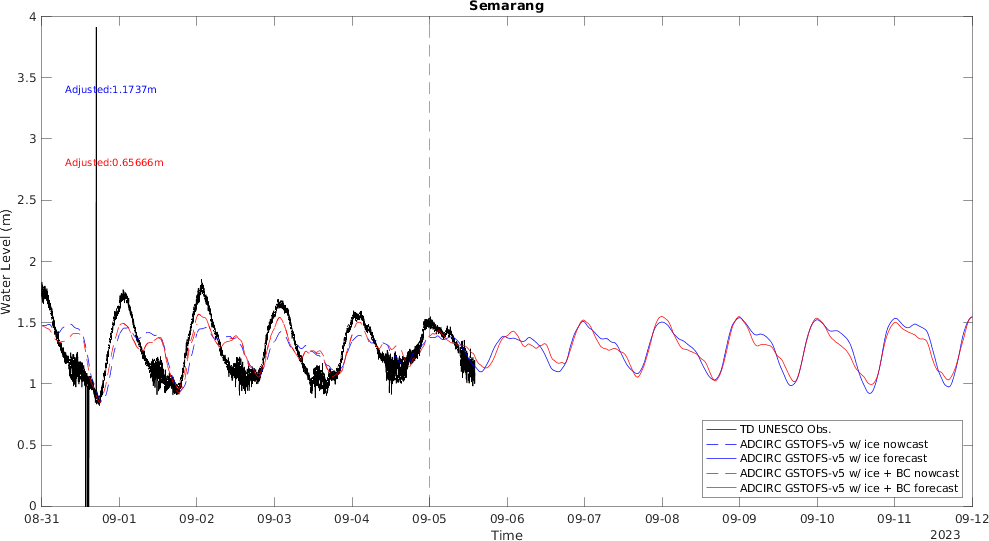 Semarang
4
3.5
3
2.5
2
1.5
1
0.5
0
Water Level (m)
Adjusted:1.1737m
Adjusted:0.65666m
TD UNESCO Obs.
ADCIRC GSTOFS-v5 w/ ice nowcast
ADCIRC GSTOFS-v5 w/ ice forecast
ADCIRC GSTOFS-v5 w/ ice + BC nowcast
ADCIRC GSTOFS-v5 w/ ice + BC forecast
08-31 09-01 09-02 09-03 09-04 09-05 09-06 09-07 09-08 09-09 09-10 09-11 09-12
Time
2023